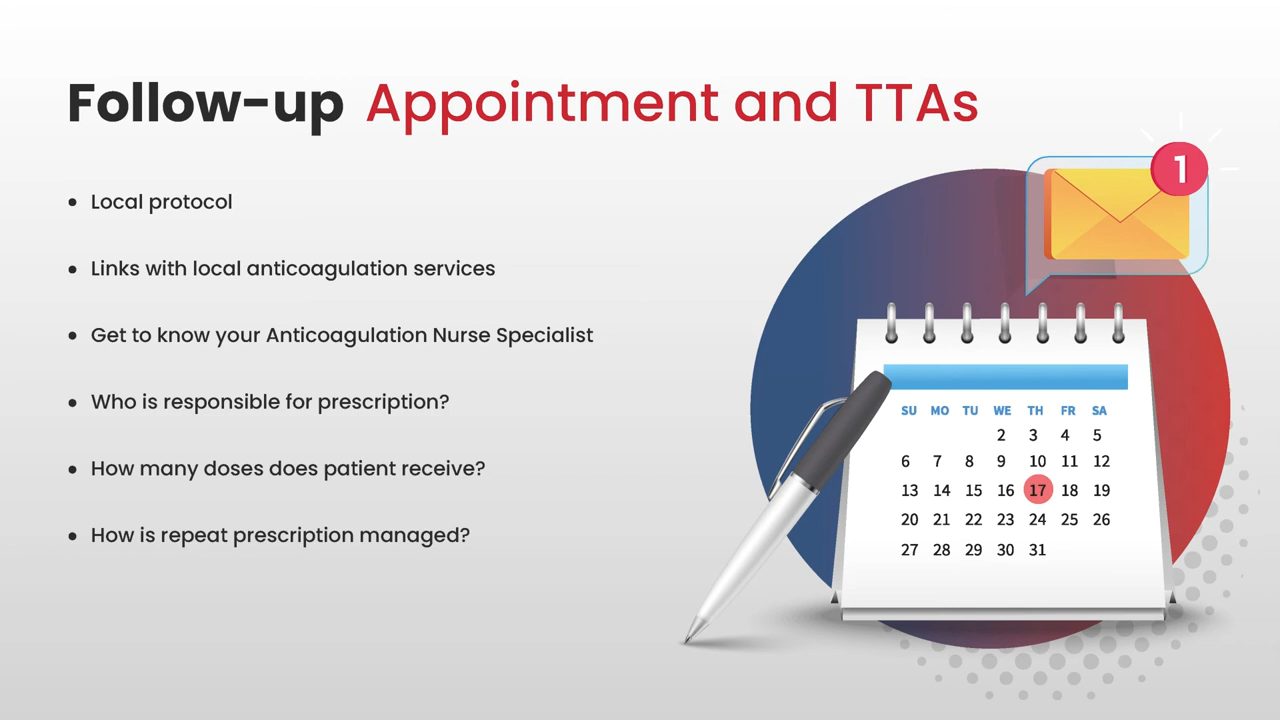 Follow-up Appointment and TTAs
• Local protocol
• Links with local anticoagulation services
• Get to know your Anticoagulation Nurse Specialist
• Who is responsible for prescription?
• How many doses does patient receive?
• How is repeat prescription managed?
1
SU MO TU WE TH FR SA
2 3 4 5
6 7 8 9 10 11 12
13 14 15 16 17 18 19
20 21 22 23 24 25 26
27 28 29 30 31